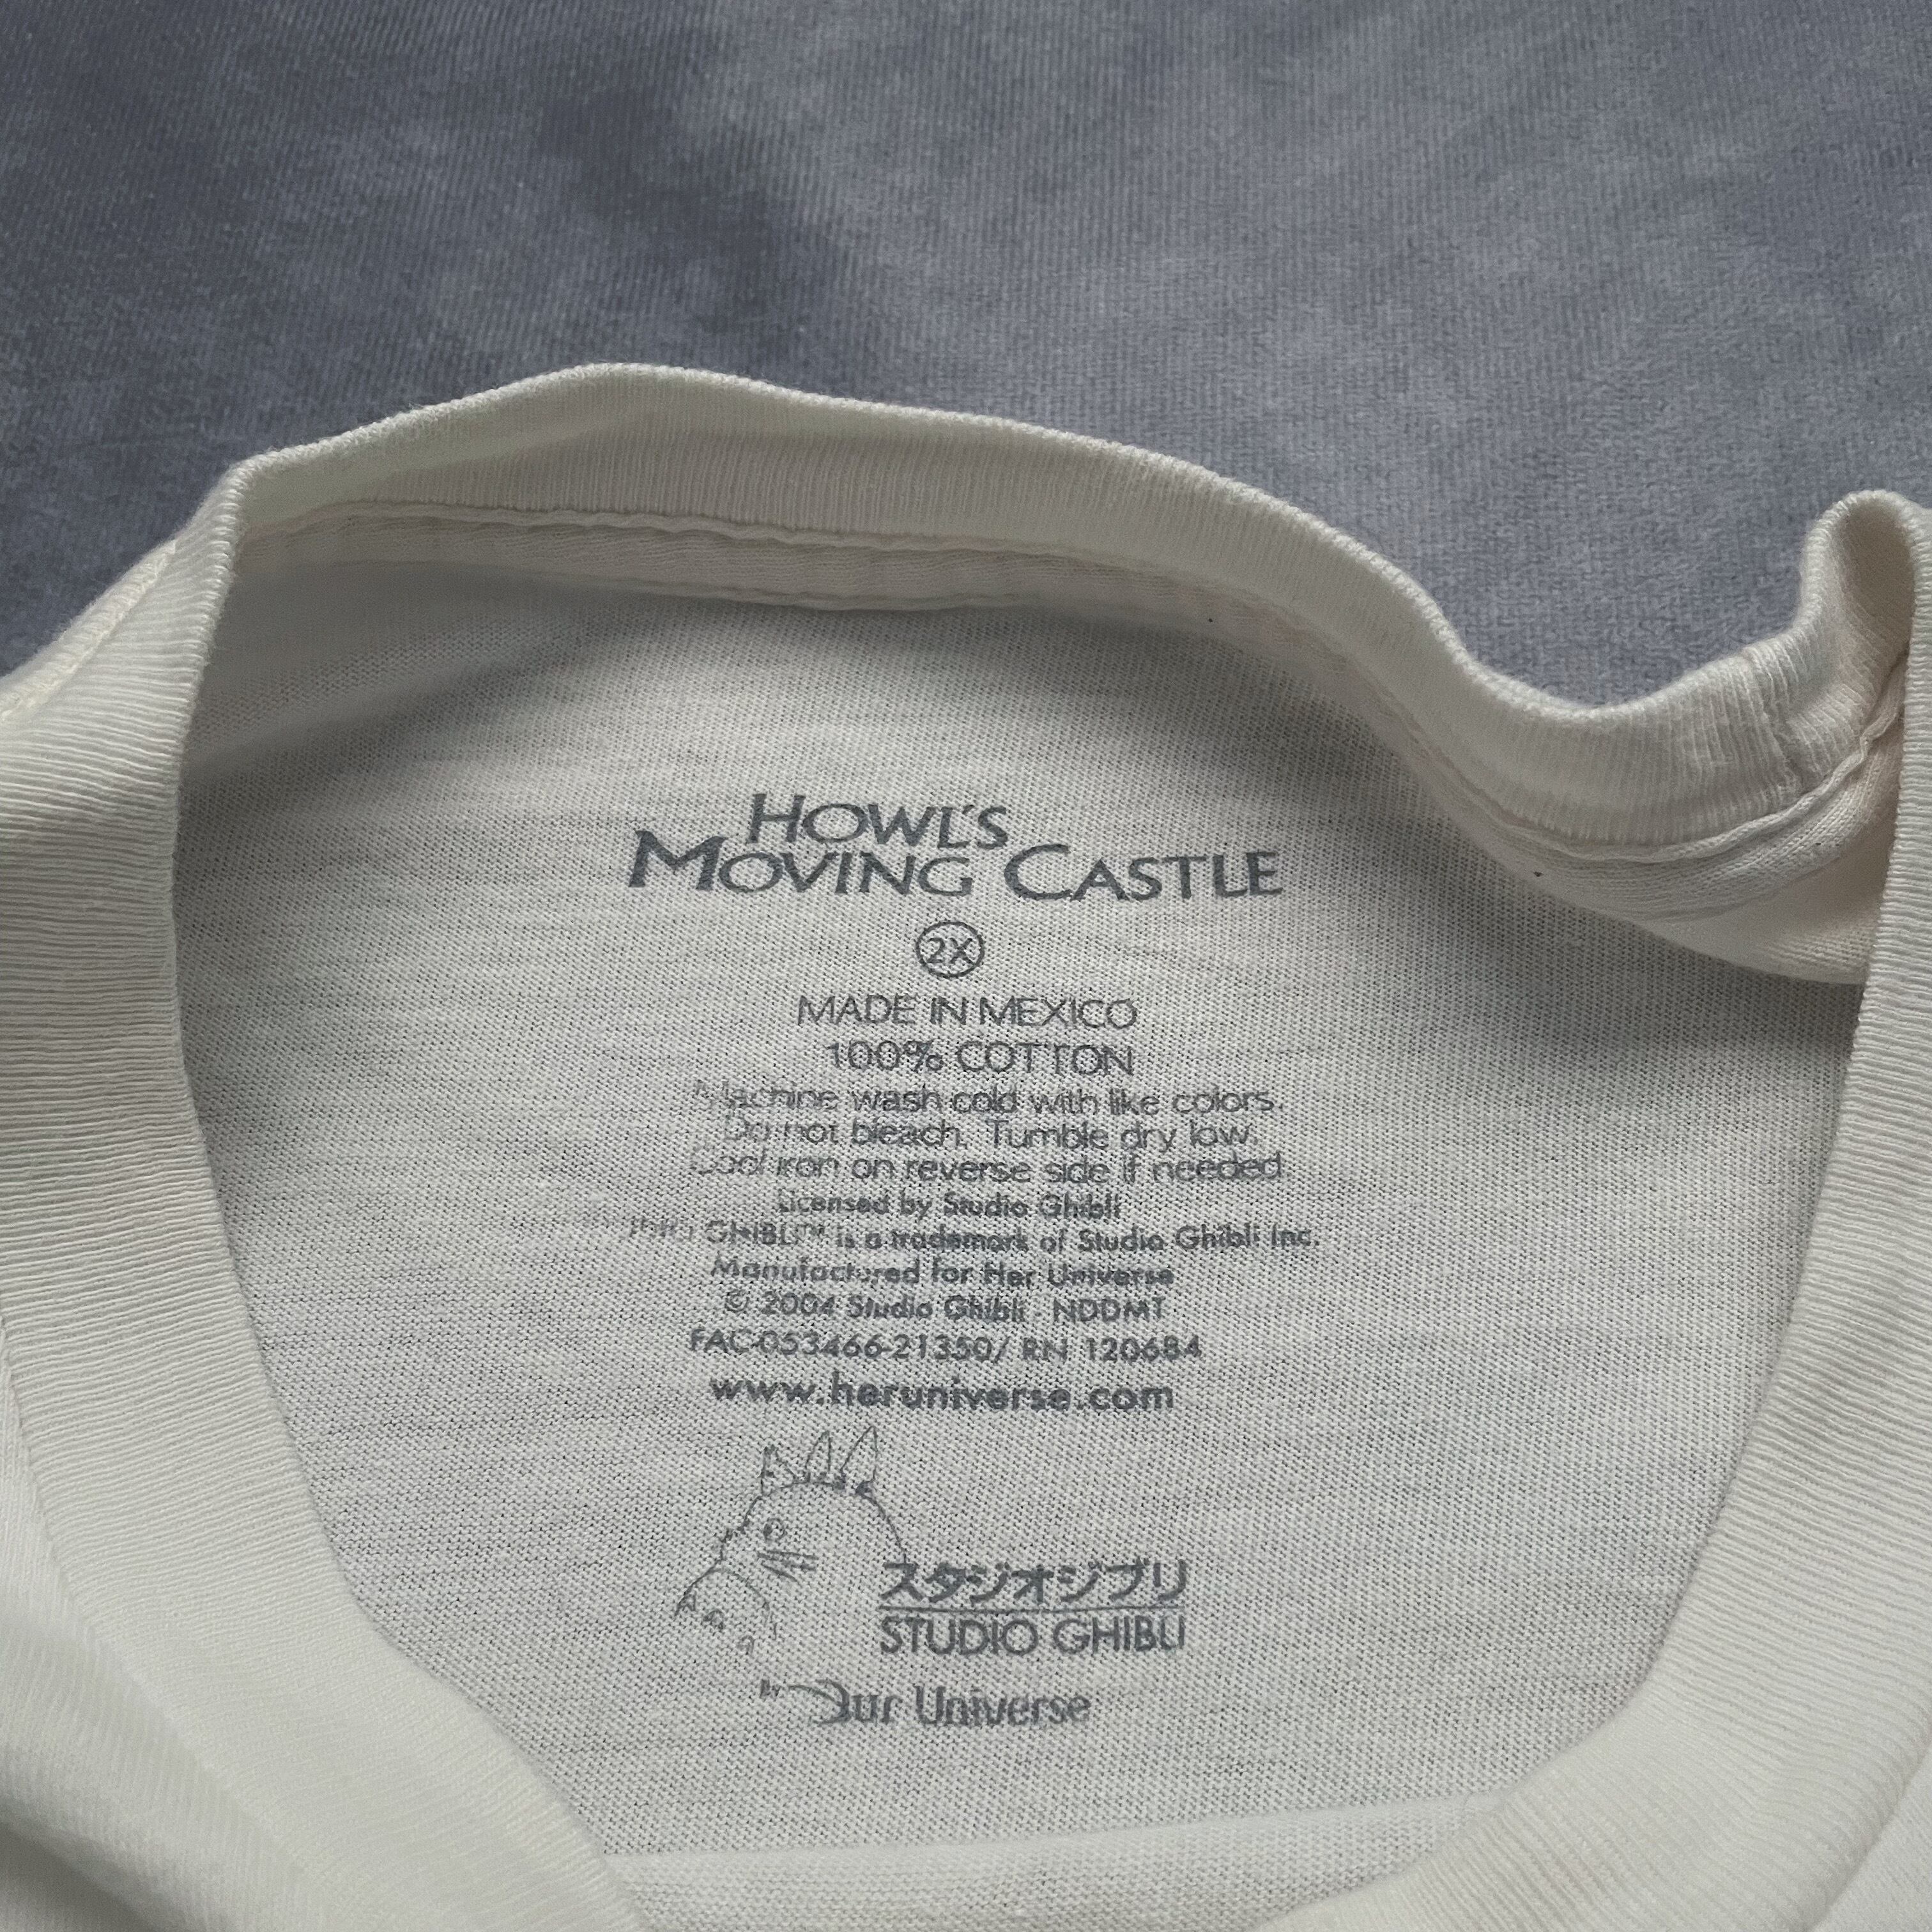 HOWL'S
MOVING CASTLE
2X
MADE IN MEXICO
100% COTTON
Machine wash cold with like colors.
Do not bleach. Tumble dry low.
Cool iron on reverse side if needed.
Licensed by Studio Ghibli
GHIBLI™ is a trademark of Studio Ghibli Inc.
Manufactured for Her Universe
© 2004 Studio Ghibli - NDDMT
FAC-053466-21350/ RN 120684
www.heruniverse.com
スタジオジブリ
STUDIO GHIBLI
By Our Universe